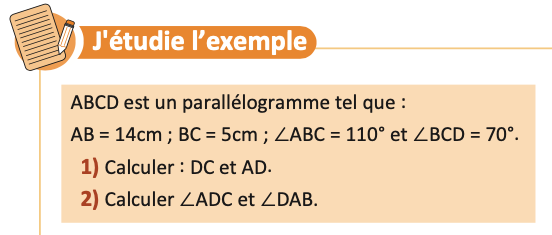 J'étudie l'exemple
ABCD est un parallélogramme tel que :
AB = 14cm ; BC = 5cm ; ∠ABC = 110° et ∠BCD = 70°.
1) Calculer : DC et AD.
2) Calculer ∠ADC et ∠DAB.